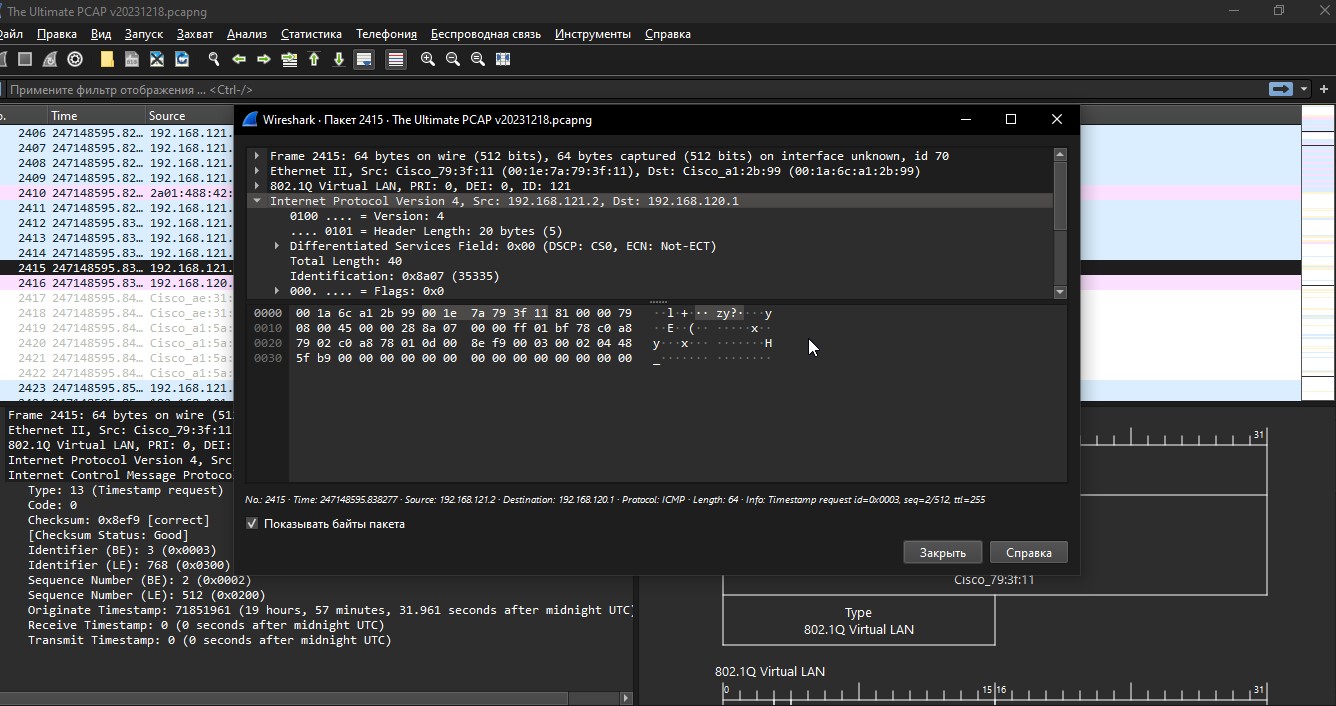 The Ultimate PCAP v20231218.pcapng
айл Правка Вид Запуск Захват Анализ Статистика Телефония Беспроводная связь Инструменты Справка
Примените фильтр отображения ... <Ctrl-/>
Time Source
2406 247148595.82… 192.168.121.
2407 247148595.82… 192.168.121.
2408 247148595.82… 192.168.121.
2409 247148595.82… 192.168.121.
2410 247148595.82… 2a01:488:42:
2411 247148595.82… 192.168.121.
2412 247148595.83… 192.168.121.
2413 247148595.83… 192.168.121.
2414 247148595.83… 192.168.121.
2415 247148595.83… 192.168.121.
2416 247148595.83… 192.168.120.
2417 247148595.84… Cisco_ae:31:
2418 247148595.84… Cisco_ae:31:
2419 247148595.84… Cisco_a1:5a:
2420 247148595.84… Cisco_a1:5a:
2421 247148595.84… Cisco_a1:5a:
2422 247148595.84… Cisco_a1:5a:
2423 247148595.85… 192.168.121.
Wireshark · Пакет 2415 · The Ultimate PCAP v20231218.pcapng
Frame 2415: 64 bytes on wire (512 bits), 64 bytes captured (512 bits) on interface unknown, id 70
Ethernet II, Src: Cisco_79:3f:11 (00:1e:7a:79:3f:11), Dst: Cisco_a1:2b:99 (00:1a:6c:a1:2b:99)
802.1Q Virtual LAN, PRI: 0, DEI: 0, ID: 121
Internet Protocol Version 4, Src: 192.168.121.2, Dst: 192.168.120.1
0100 .... = Version: 4
.... 0101 = Header Length: 20 bytes (5)
Differentiated Services Field: 0x00 (DSCP: CS0, ECN: Not-ECT)
Total Length: 40
Identification: 0x8a07 (35335)
000. .... = Flags: 0x0
0000 00 1a 6c a1 2b 99 00 1e 7a 79 3f 11 81 00 00 79 ··l·+··· zy?····y
0010 08 00 45 00 00 28 8a 07 00 00 ff 01 bf 78 c0 a8 ··E··(·· ·····x··
0020 79 02 c0 a8 78 01 0d 00 8e f9 00 03 00 02 04 48 y···x··· ·······H
0030 5f b9 00 00 00 00 00 00 00 00 00 00 00 00 00 00 _······· ········
No.: 2415 · Time: 247148595.838277 · Source: 192.168.121.2 · Destination: 192.168.120.1 · Protocol: ICMP · Length: 64 · Info: Timestamp request id=0x0003, seq=2/512, ttl=255
Показывать байты пакета
Закрыть Справка
Frame 2415: 64 bytes on wire (51
Ethernet II, Src: Cisco_79:3f:11
802.1Q Virtual LAN, PRI: 0, DEI:
Internet Protocol Version 4, Src
Internet Control Message Protoco
Type: 13 (Timestamp request)
Code: 0
Checksum: 0x8ef9 [correct]
[Checksum Status: Good]
Identifier (BE): 3 (0x0003)
Identifier (LE): 768 (0x0300)
Sequence Number (BE): 2 (0x0002)
Sequence Number (LE): 512 (0x0200)
Originate Timestamp: 71851961 (19 hours, 57 minutes, 31.961 seconds after midnight UTC)
Receive Timestamp: 0 (0 seconds after midnight UTC)
Transmit Timestamp: 0 (0 seconds after midnight UTC)
31
Cisco_79:3f:11
Type
802.1Q Virtual LAN
802.1Q Virtual LAN
0 15 16 31